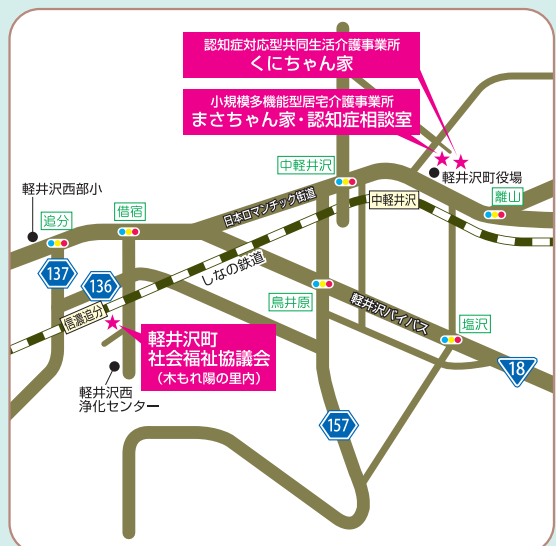 認知症対応型共同生活介護事業所
くにちゃん家
小規模多機能型居宅介護事業所
まさちゃん家・認知症相談室
中軽井沢
軽井沢町役場
軽井沢西部小
追分
借宿
日本ロマンチック街道
中軽井沢
離山
137
136
しなの鉄道
鳥井原
軽井沢バイパス
塩沢
信濃追分
軽井沢町
社会福祉協議会
（木もれ陽の里内）
18
軽井沢西
浄化センター
157